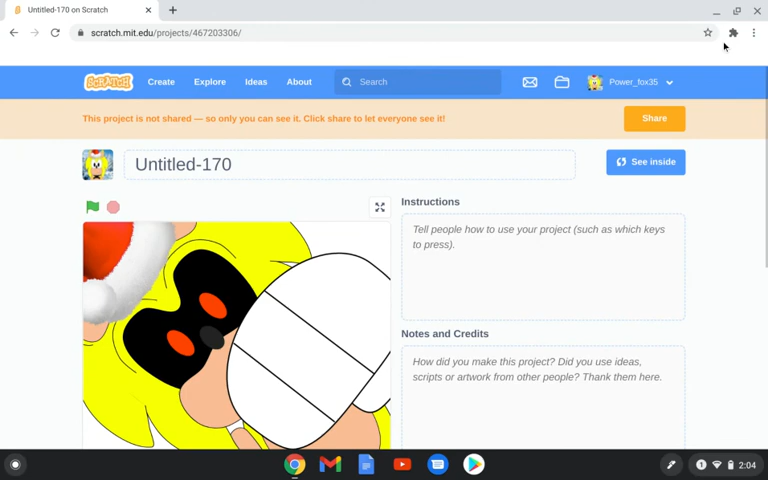 Untitled-170 on Scratch
scratch.mit.edu/projects/467203306/
SCRATCH
Create
Explore
Ideas
About
Search
Power_fox35
This project is not shared — so only you can see it. Click share to let everyone see it!
Share
Untitled-170
See inside
Instructions
Tell people how to use your project (such as which keys
to press).
Notes and Credits
How did you make this project? Did you use ideas,
scripts or artwork from other people? Thank them here.
1
2:04